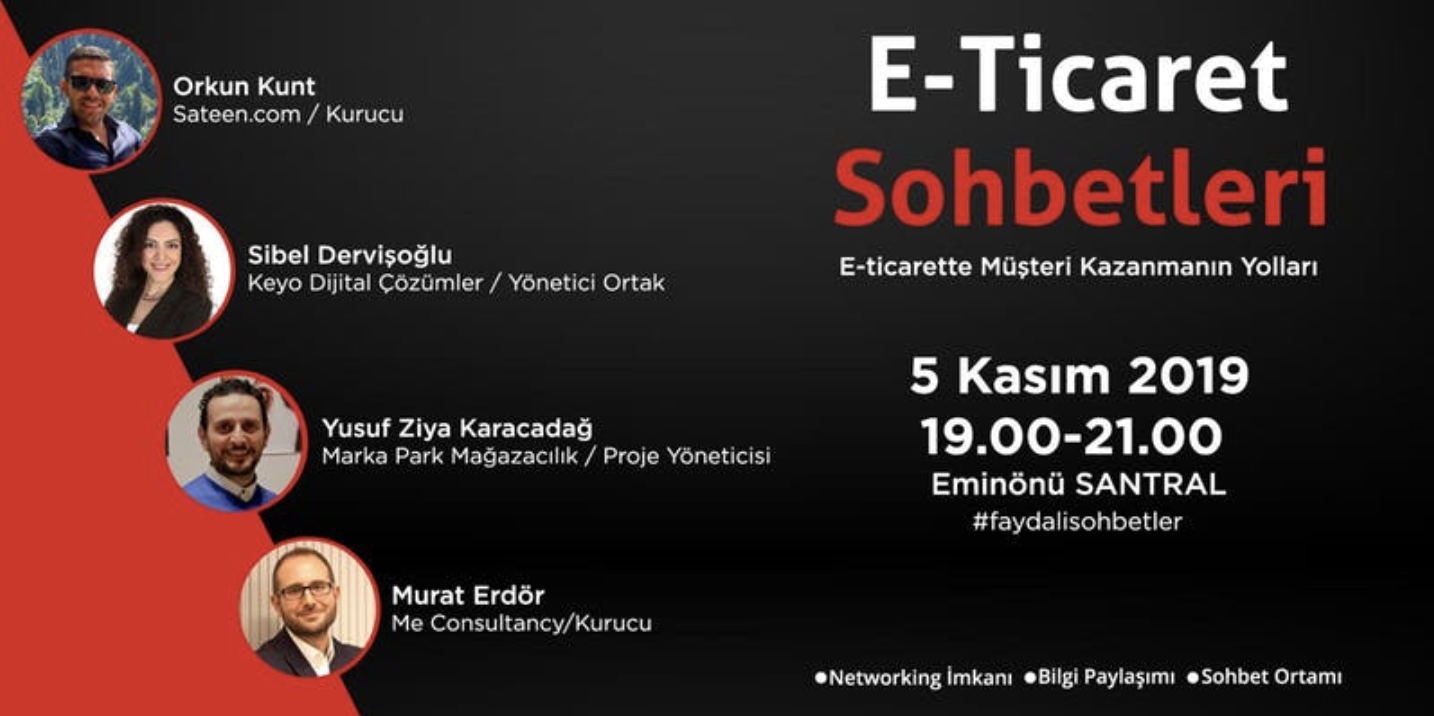 Orkun Kunt
Sateen.com / Kurucu
Sibel Dervişoğlu
Keyo Dijital Çözümler / Yönetici Ortak
Yusuf Ziya Karacadağ
Marka Park Mağazacılık / Proje Yöneticisi
Murat Erdör
Me Consultancy/Kurucu
E-Ticaret
Sohbetleri
E-ticarette Müşteri Kazanmanın Yolları
5 Kasım 2019
19.00-21.00
Eminönü SANTRAL
#faydalisohbetler
●Networking İmkanı ●Bilgi Paylaşımı ●Sohbet Ortamı